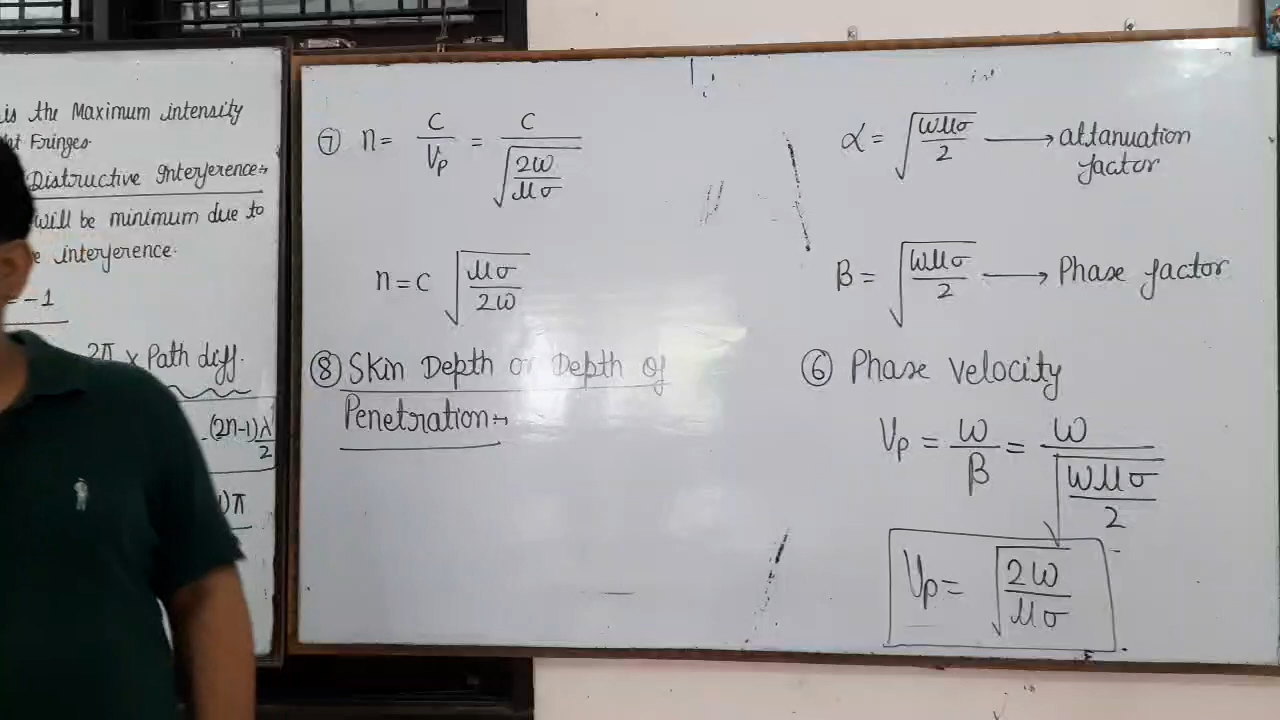 is the Maximum intensity
Fringes
Distructive Interference:→
will be minimum due to
interference.
= -1
2π × Path diff.
(2n-1)λ/2
)π
⑦ n = C/Vp = C/√(2ω/μσ)
n = c √(μσ/2ω)
⑧ Skin Depth or Depth of
Penetration:→
α = √(ωμσ/2) ⟶ attanuation
factor
β = √(ωμσ/2) ⟶ Phase factor
⑥ Phase velocity
Vp = ω/β = ω/√(ωμσ/2)
Vp = √(2ω/μσ)